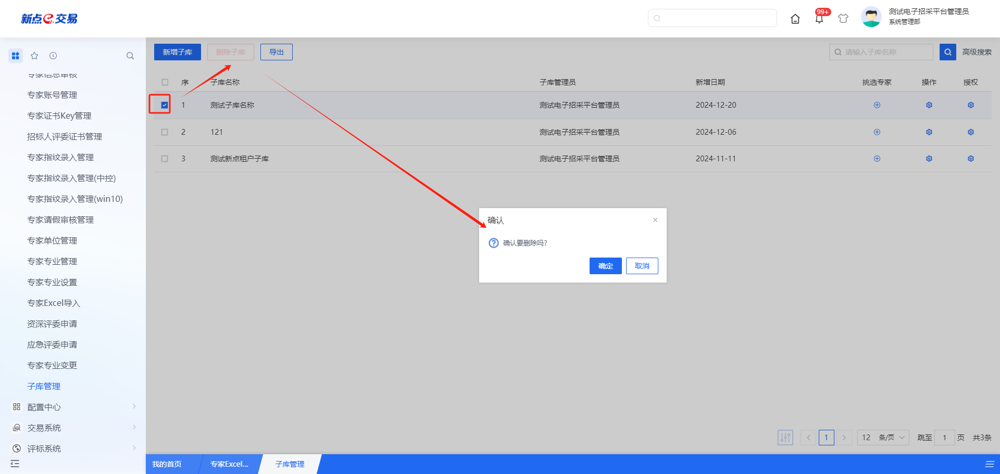 新点e交易
99+
测试电子招采平台管理员
系统管理部
专家信息审核
专家账号管理
专家证书Key管理
招标人评委证书管理
专家指纹录入管理
专家指纹录入管理(中控)
专家指纹录入管理(win10)
专家请假审核管理
专家单位管理
专家专业管理
专家专业设置
专家Excel导入
资深评委申请
应急评委申请
专家专业变更
子库管理
配置中心
交易系统
评标系统
新增子库 删除子库 导出 请输入子库名称 高级搜索
序 子库名称 子库管理员 新增日期 挑选专家 操作 授权
1 测试子库名称 测试电子招采平台管理员 2024-12-20
2 121 测试电子招采平台管理员 2024-12-06
3 测试新点租户子库 测试电子招采平台管理员 2024-11-11
确认
确认要删除吗?
确定 取消
1 12 条/页 跳至 1 页 共3条
我的首页 专家Excel... 子库管理